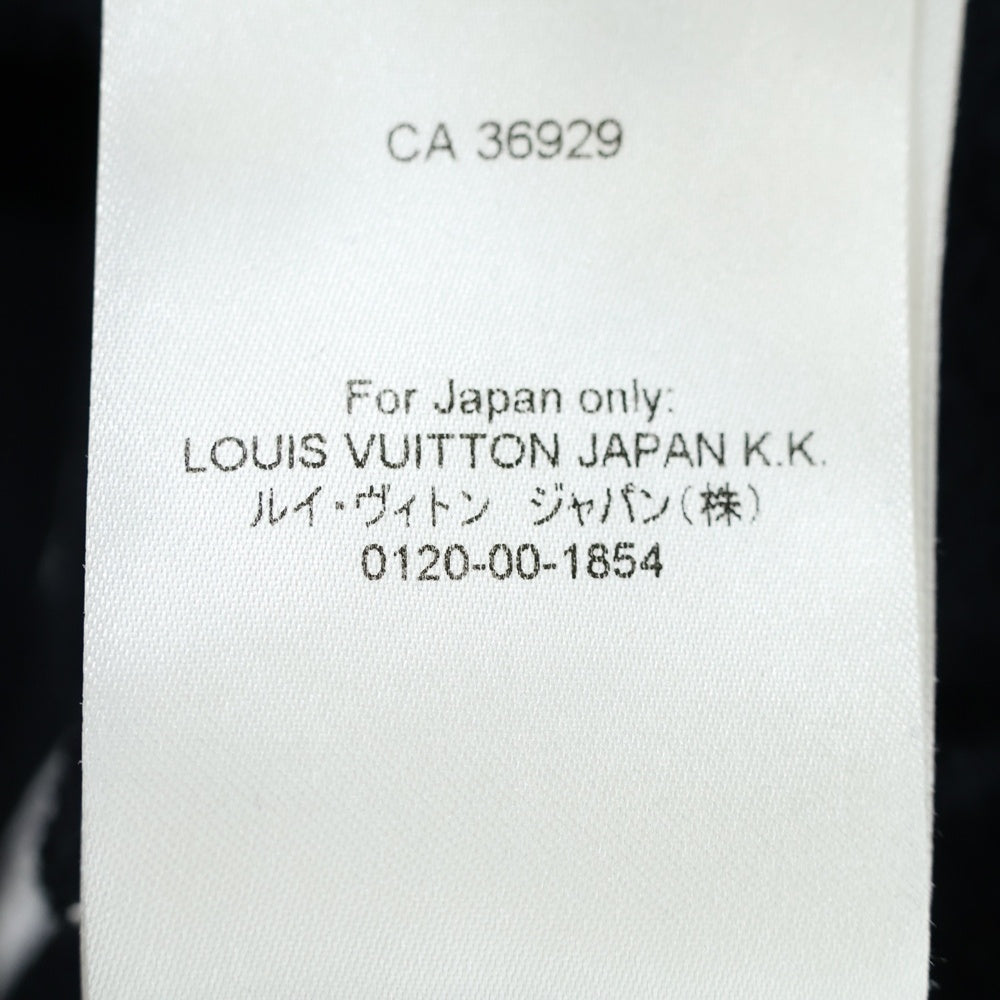 CA 36929
For Japan only:
LOUIS VUITTON JAPAN K.K.
ルイ・ヴィトン ジャパン(株)
0120-00-1854